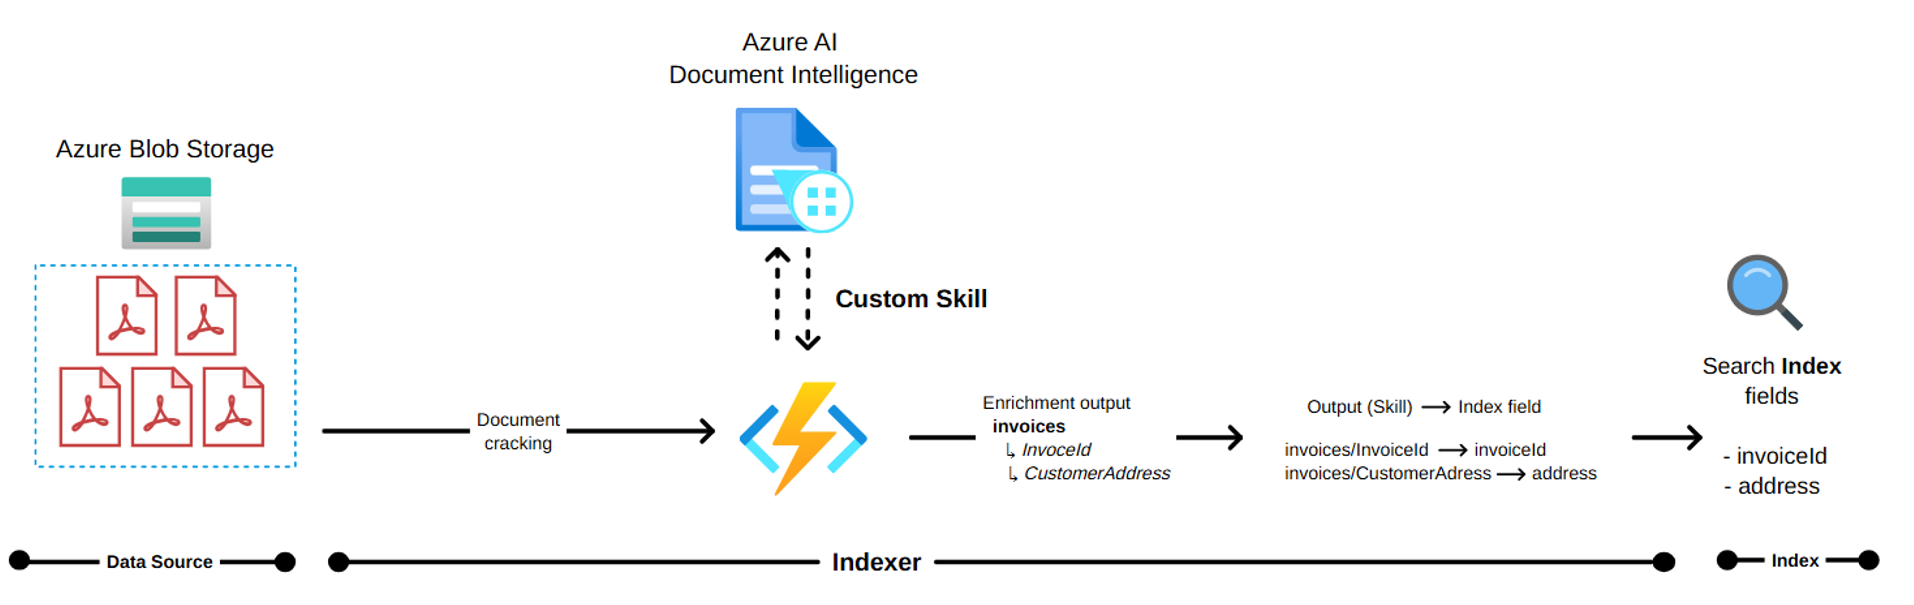 Azure AI
Document Intelligence
Azure Blob Storage
Custom Skill
Document
cracking
Enrichment output
invoices
↳ InvoceId
↳ CustomerAddress
Output (Skill) → Index field
invoices/InvoiceId → invoiceId
invoices/CustomerAdress → address
Search Index
fields
- invoiceId
- address
Data Source
Indexer
Index